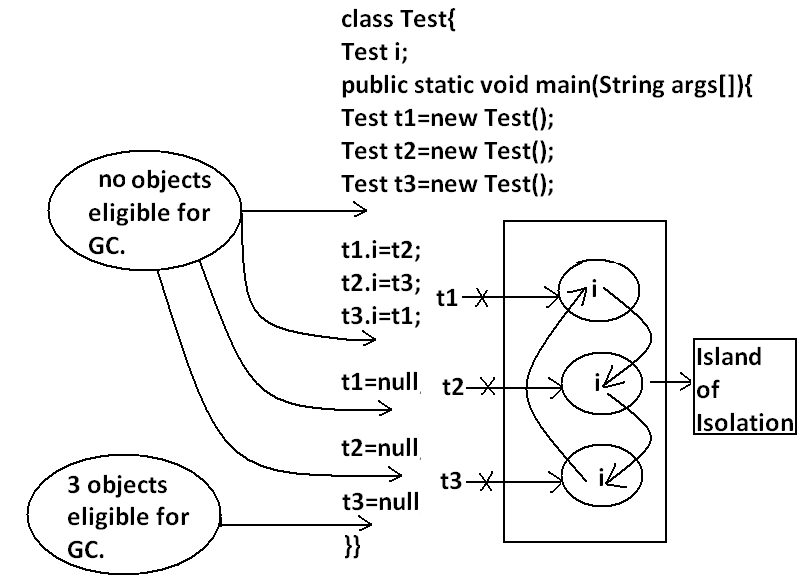 class Test{
Test i;
public static void main(String args[]){
Test t1=new Test();
Test t2=new Test();
Test t3=new Test();
no objects
eligible for
GC.
t1.i=t2;
t2.i=t3;
t3.i=t1;
t1=null
t2=null
t3=null
}}
3 objects
eligible for
GC.
t1
i
t2
i
t3
i
Island
of
Isolation